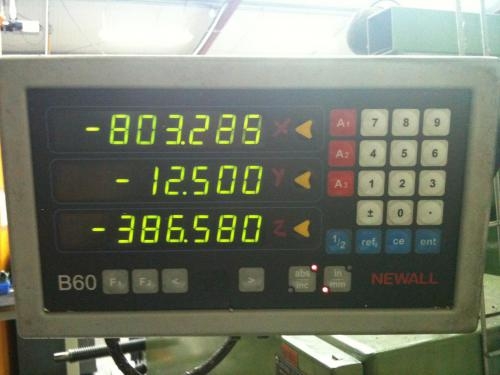 -803.285 X A1 7 8 9
A2 4 5 6
-12.500 Y A3 1 2 3
± 0 .
-386.580 Z 1/2 ref ce ent
B60 F1 F2 < > abs/inc in/mm NEWALL